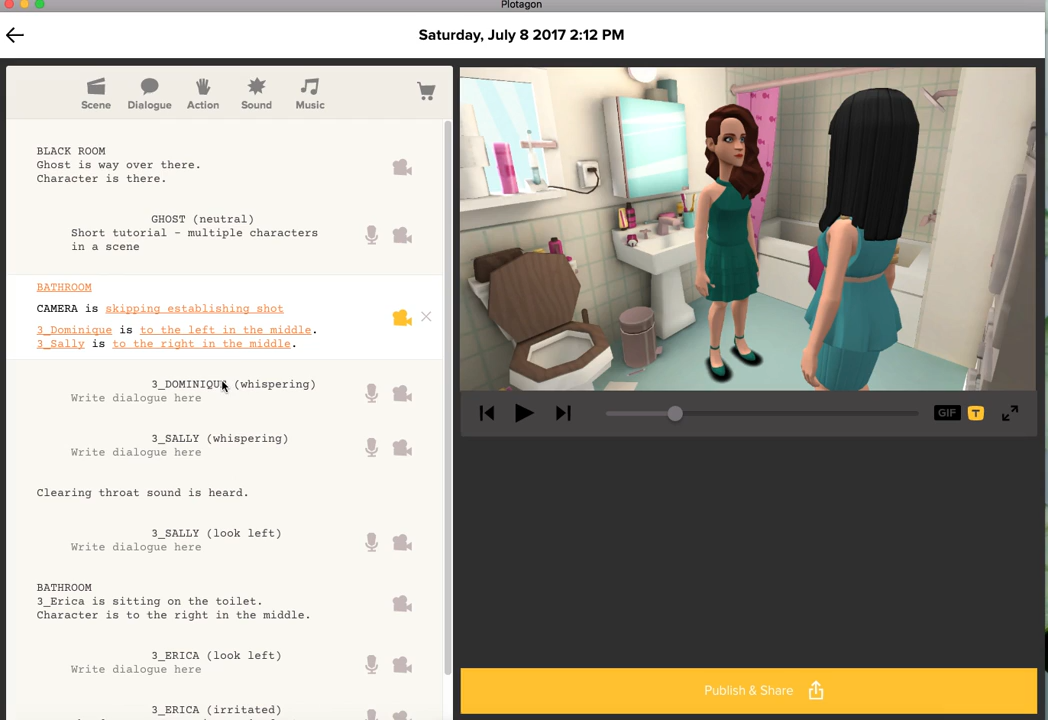 Plotagon
Saturday, July 8 2017 2:12 PM
Scene
Dialogue
Action
Sound
Music
BLACK ROOM
Ghost is way over there.
Character is there.
GHOST (neutral)
Short tutorial - multiple characters
in a scene
BATHROOM
CAMERA is skipping establishing shot
3_Dominique is to the left in the middle.
3_Sally is to the right in the middle.
3_DOMINIQUE (whispering)
Write dialogue here
3_SALLY (whispering)
Write dialogue here
Clearing throat sound is heard.
3_SALLY (look left)
Write dialogue here
BATHROOM
3_Erica is sitting on the toilet.
Character is to the right in the middle.
3_ERICA (look left)
Write dialogue here
3_ERICA (irritated)
GIF
T
Publish & Share